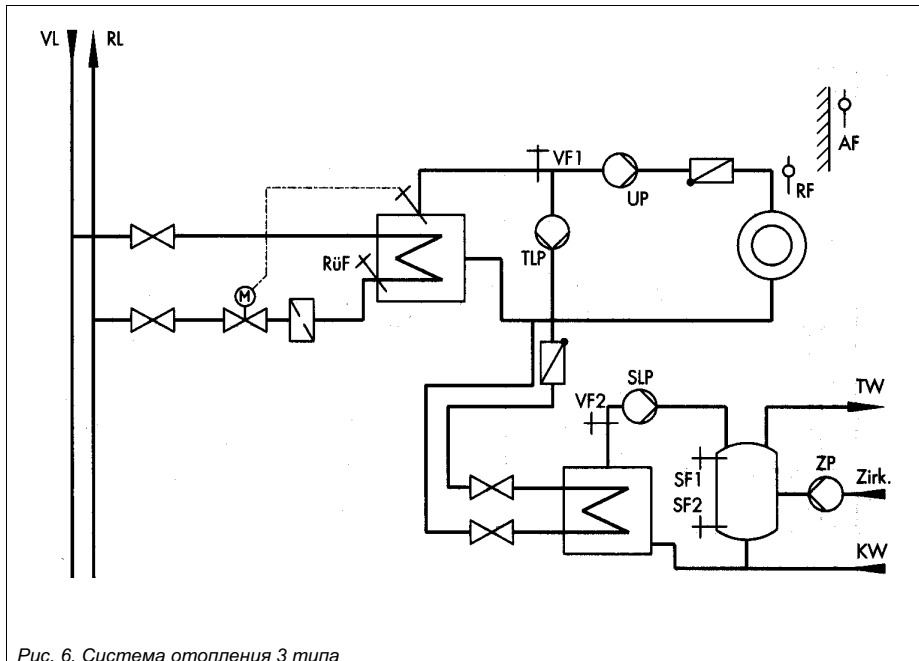 VL
RL
AF
VF1
UP
RF
TLP
RüF
M
SLP
VF2
TW
SF1
ZP
Zirk.
SF2
KW
Рис. 6. Система отопления 3 типа